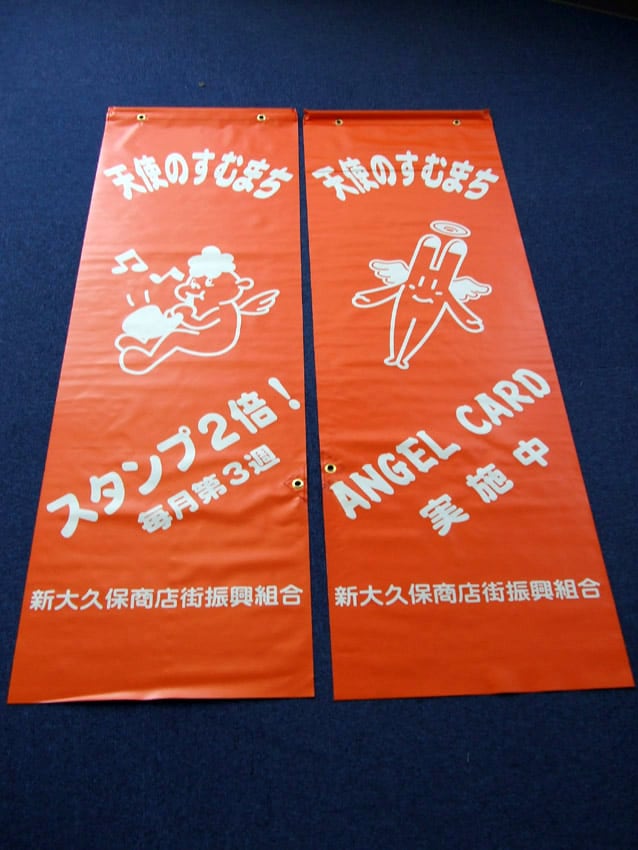 天使のすむまち
スタンプ2倍!
毎月第3週
新大久保商店街振興組合
天使のすむまち
ANGEL CARD
実施中
新大久保商店街振興組合